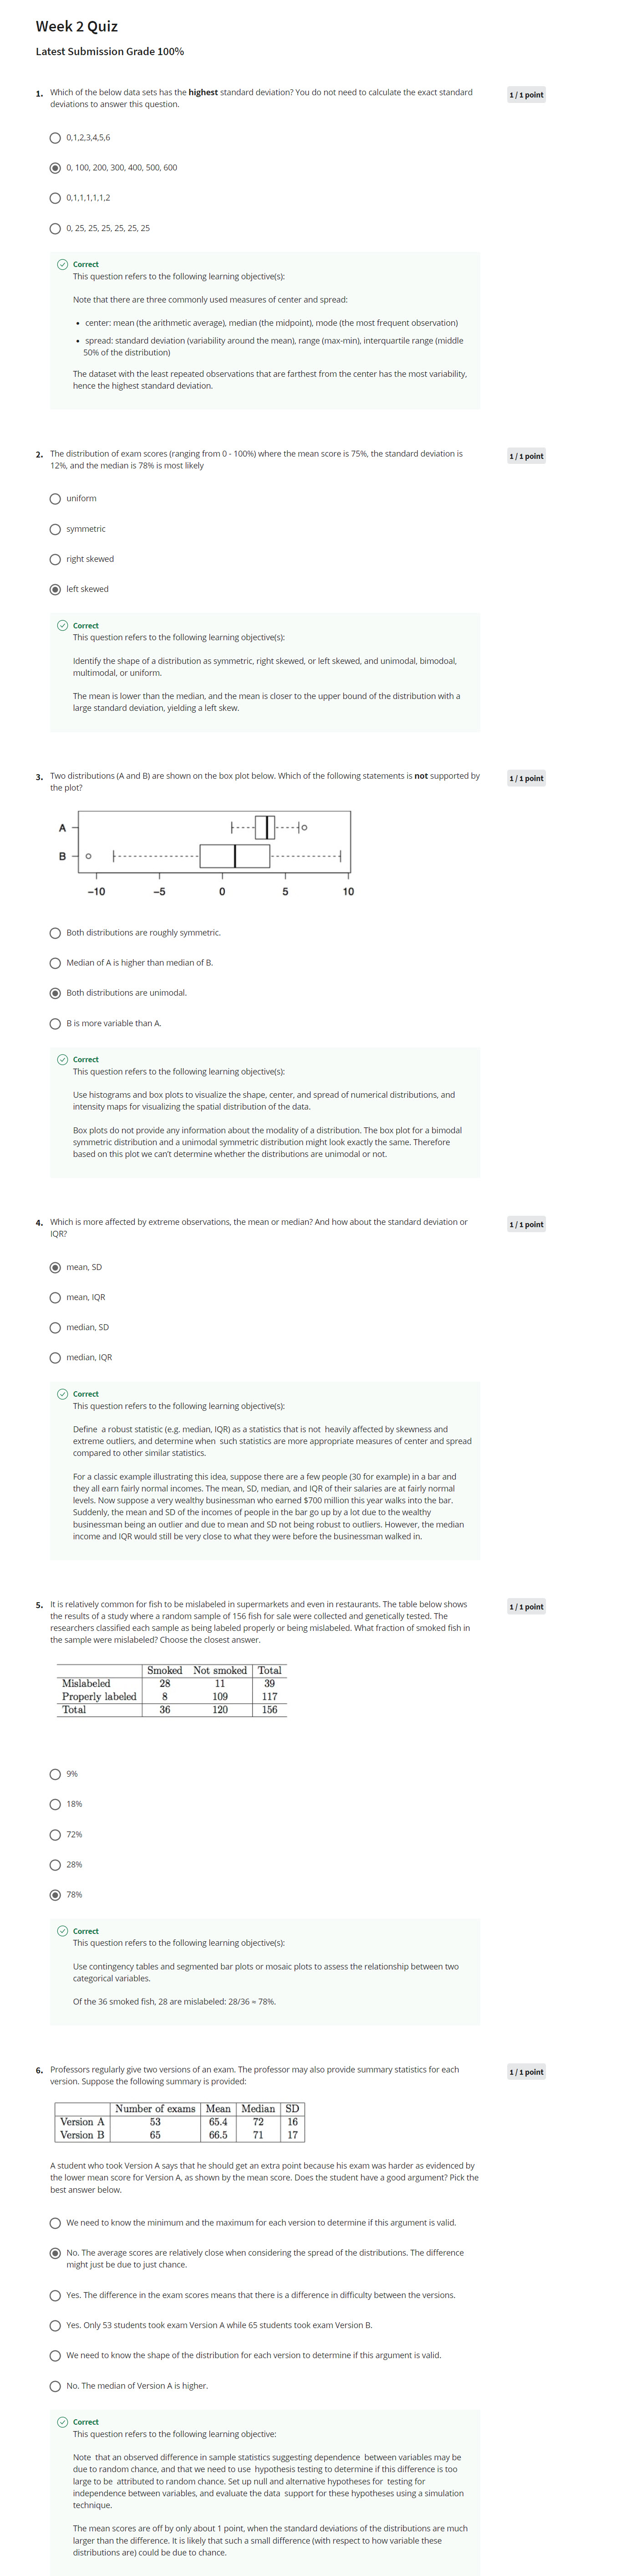 Week 2 Quiz
Latest Submission Grade 100%
1. Which of the below data sets has the highest standard deviation? You do not need to calculate the exact standard
deviations to answer this question.
1 / 1 point
0,1,2,3,4,5,6
0, 100, 200, 300, 400, 500, 600
0,1,1,1,1,1,2
0, 25, 25, 25, 25, 25, 25
Correct
This question refers to the following learning objective(s):
Note that there are three commonly used measures of center and spread:
• center: mean (the arithmetic average), median (the midpoint), mode (the most frequent observation)
• spread: standard deviation (variability around the mean), range (max-min), interquartile range (middle
50% of the distribution)
The dataset with the least repeated observations that are farthest from the center has the most variability,
hence the highest standard deviation.
2. The distribution of exam scores (ranging from 0 - 100%) where the mean score is 75%, the standard deviation is
12%, and the median is 78% is most likely
1 / 1 point
uniform
symmetric
right skewed
left skewed
Correct
This question refers to the following learning objective(s):
Identify the shape of a distribution as symmetric, right skewed, or left skewed, and unimodal, bimodoal,
multimodal, or uniform.
The mean is lower than the median, and the mean is closer to the upper bound of the distribution with a
large standard deviation, yielding a left skew.
3. Two distributions (A and B) are shown on the box plot below. Which of the following statements is not supported by
the plot?
1 / 1 point
A
B
−10 −5 0 5 10
Both distributions are roughly symmetric.
Median of A is higher than median of B.
Both distributions are unimodal.
B is more variable than A.
Correct
This question refers to the following learning objective(s):
Use histograms and box plots to visualize the shape, center, and spread of numerical distributions, and
intensity maps for visualizing the spatial distribution of the data.
Box plots do not provide any information about the modality of a distribution. The box plot for a bimodal
symmetric distribution and a unimodal symmetric distribution might look exactly the same. Therefore
based on this plot we can't determine whether the distributions are unimodal or not.
4. Which is more affected by extreme observations, the mean or median? And how about the standard deviation or
IQR?
1 / 1 point
mean, SD
mean, IQR
median, SD
median, IQR
Correct
This question refers to the following learning objective(s):
Define a robust statistic (e.g. median, IQR) as a statistics that is not heavily affected by skewness and
extreme outliers, and determine when such statistics are more appropriate measures of center and spread
compared to other similar statistics.
For a classic example illustrating this idea, suppose there are a few people (30 for example) in a bar and
they all earn fairly normal incomes. The mean, SD, median, and IQR of their salaries are at fairly normal
levels. Now suppose a very wealthy businessman who earned $700 million this year walks into the bar.
Suddenly, the mean and SD of the incomes of people in the bar go up by a lot due to the wealthy
businessman being an outlier and due to mean and SD not being robust to outliers. However, the median
income and IQR would still be very close to what they were before the businessman walked in.
5. It is relatively common for fish to be mislabeled in supermarkets and even in restaurants. The table below shows
the results of a study where a random sample of 156 fish for sale were collected and genetically tested. The
researchers classified each sample as being labeled properly or being mislabeled. What fraction of smoked fish in
the sample were mislabeled? Choose the closest answer.
1 / 1 point
Smoked Not smoked Total
Mislabeled 28 11 39
Properly labeled 8 109 117
Total 36 120 156
9%
18%
72%
28%
78%
Correct
This question refers to the following learning objective(s):
Use contingency tables and segmented bar plots or mosaic plots to assess the relationship between two
categorical variables.
Of the 36 smoked fish, 28 are mislabeled: 28/36 ≈ 78%.
6. Professors regularly give two versions of an exam. The professor may also provide summary statistics for each
version. Suppose the following summary is provided:
1 / 1 point
Number of exams Mean Median SD
Version A 53 65.4 72 16
Version B 65 66.5 71 17
A student who took Version A says that he should get an extra point because his exam was harder as evidenced by
the lower mean score for Version A, as shown by the mean score. Does the student have a good argument? Pick the
best answer below.
We need to know the minimum and the maximum for each version to determine if this argument is valid.
No. The average scores are relatively close when considering the spread of the distributions. The difference
might just be due to just chance.
Yes. The difference in the exam scores means that there is a difference in difficulty between the versions.
Yes. Only 53 students took exam Version A while 65 students took exam Version B.
We need to know the shape of the distribution for each version to determine if this argument is valid.
No. The median of Version A is higher.
Correct
This question refers to the following learning objective:
Note that an observed difference in sample statistics suggesting dependence between variables may be
due to random chance, and that we need to use hypothesis testing to determine if this difference is too
large to be attributed to random chance. Set up null and alternative hypotheses for testing for
independence between variables, and evaluate the data support for these hypotheses using a simulation
technique.
The mean scores are off by only about 1 point, when the standard deviations of the distributions are much
larger than the difference. It is likely that such a small difference (with respect to how variable these
distributions are) could be due to chance.